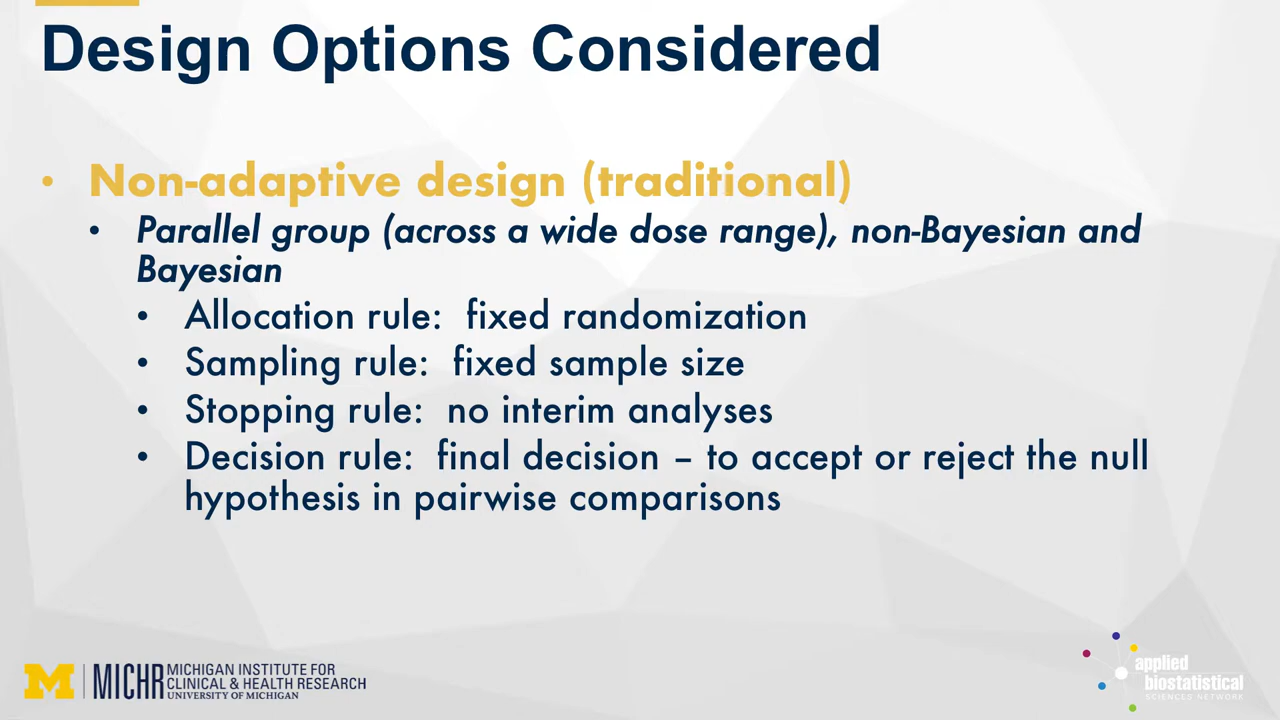 Design Options Considered
• Non-adaptive design (traditional)
• Parallel group (across a wide dose range), non-Bayesian and
Bayesian
• Allocation rule:  fixed randomization
• Sampling rule:  fixed sample size
• Stopping rule:  no interim analyses
• Decision rule:  final decision – to accept or reject the null
hypothesis in pairwise comparisons
M MICHR MICHIGAN INSTITUTE FOR
CLINICAL & HEALTH RESEARCH
UNIVERSITY OF MICHIGAN
applied
biostatistical
SCIENCES NETWORK